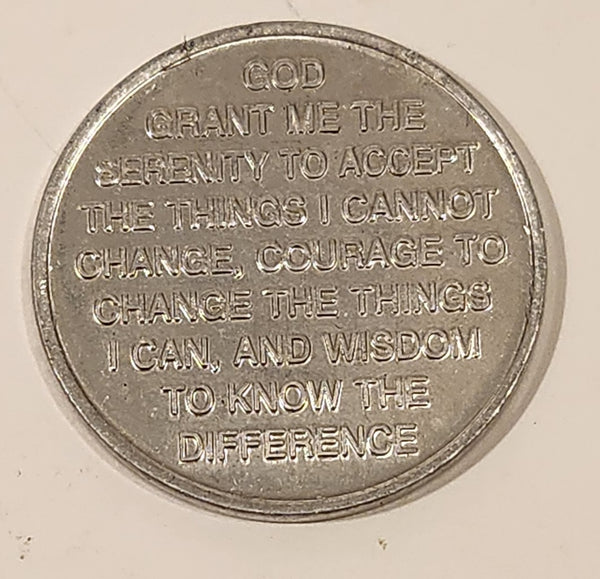 GOD
GRANT ME THE
SERENITY TO ACCEPT
THE THINGS I CANNOT
CHANGE, COURAGE TO
CHANGE THE THINGS
I CAN, AND WISDOM
TO KNOW THE
DIFFERENCE